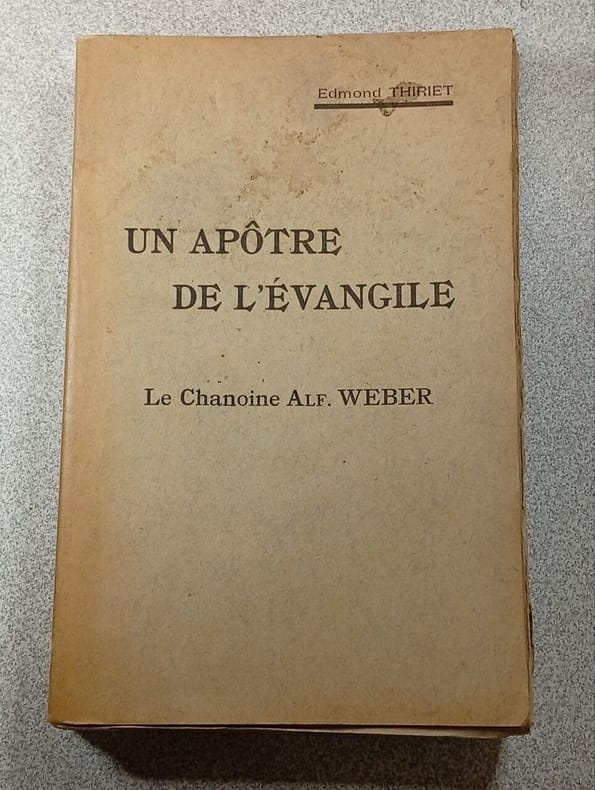 Edmond THIRIET
UN APÔTRE
DE L'ÉVANGILE
Le Chanoine ALF. WEBER